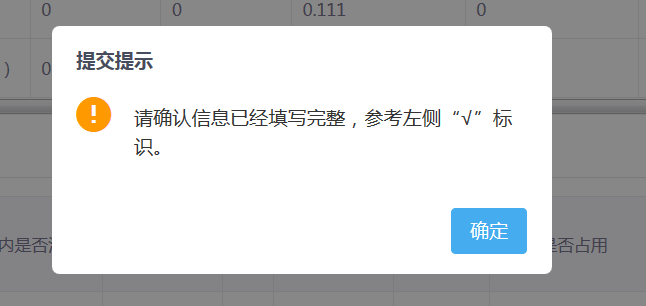 0 0 0.111 0
提交提示
) 0
请确认信息已经填写完整，参考左侧“√”标
识。
确定
内是否 是否占用